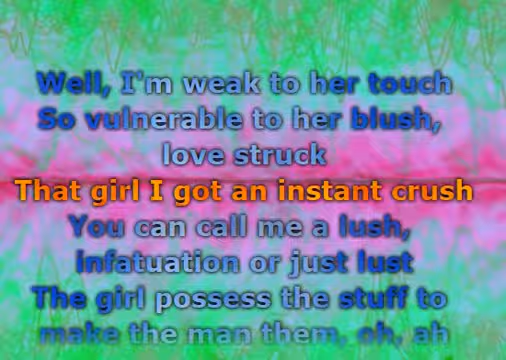 Well, I'm weak to her touch
So vulnerable to her blush,
love struck
That girl I got an instant crush
You can call me a lush,
infatuation or just lust
The girl possess the stuff to
make the man them, oh, ah